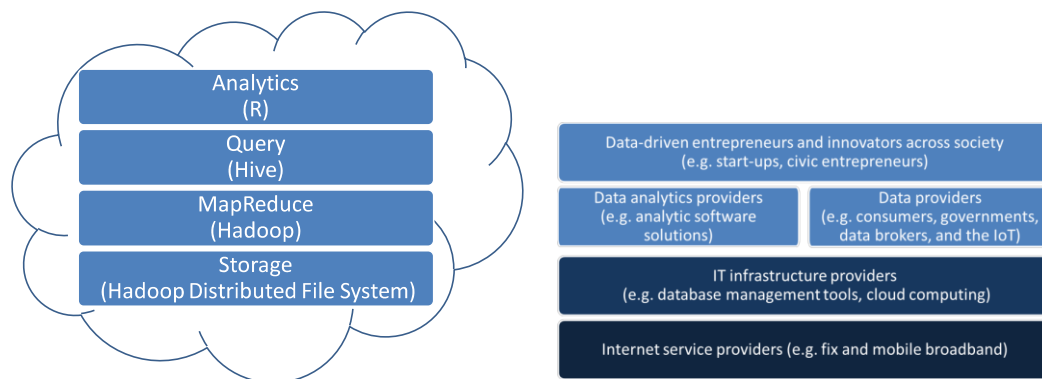 Analytics
(R)
Query
(Hive)
MapReduce
(Hadoop)
Storage
(Hadoop Distributed File System)
Data-driven entrepreneurs and innovators across society
(e.g. start-ups, civic entrepreneurs)
Data analytics providers
(e.g. analytic software
solutions)
Data providers
(e.g. consumers, governments,
data brokers, and the IoT)
IT infrastructure providers
(e.g. database management tools, cloud computing)
Internet service providers (e.g. fix and mobile broadband)